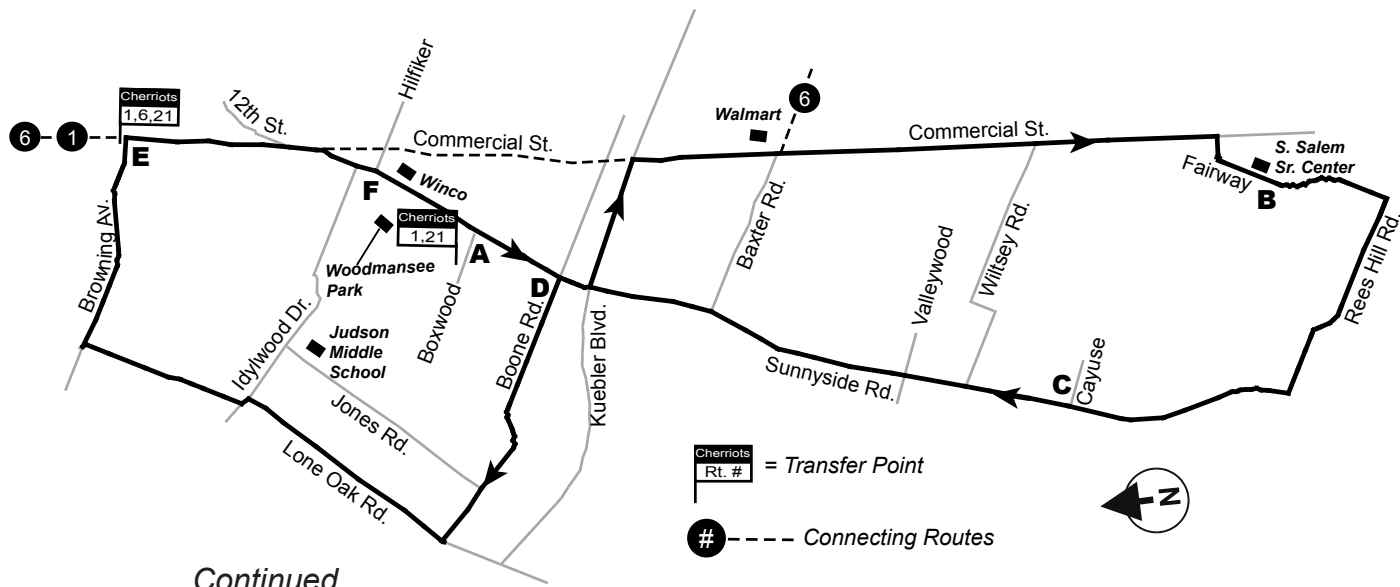 Cherriots
1,6,21
6
1
E
12th St.
Hilfiker
Commercial St.
Walmart
6
Commercial St.
S. Salem
Sr. Center
Fairway
B
F
Winco
Cherriots
1,21
A
Woodmansee
Park
D
Browning Av.
Idylwood Dr.
Judson
Middle
School
Boxwood
Boone Rd.
Kuebler Blvd.
Baxter Rd.
Valleywood
Wiltsey Rd.
Rees Hill Rd.
Sunnyside Rd.
C
Cayuse
Jones Rd.
Lone Oak Rd.
Cherriots
Rt. #
= Transfer Point
N
#
Connecting Routes
Continued